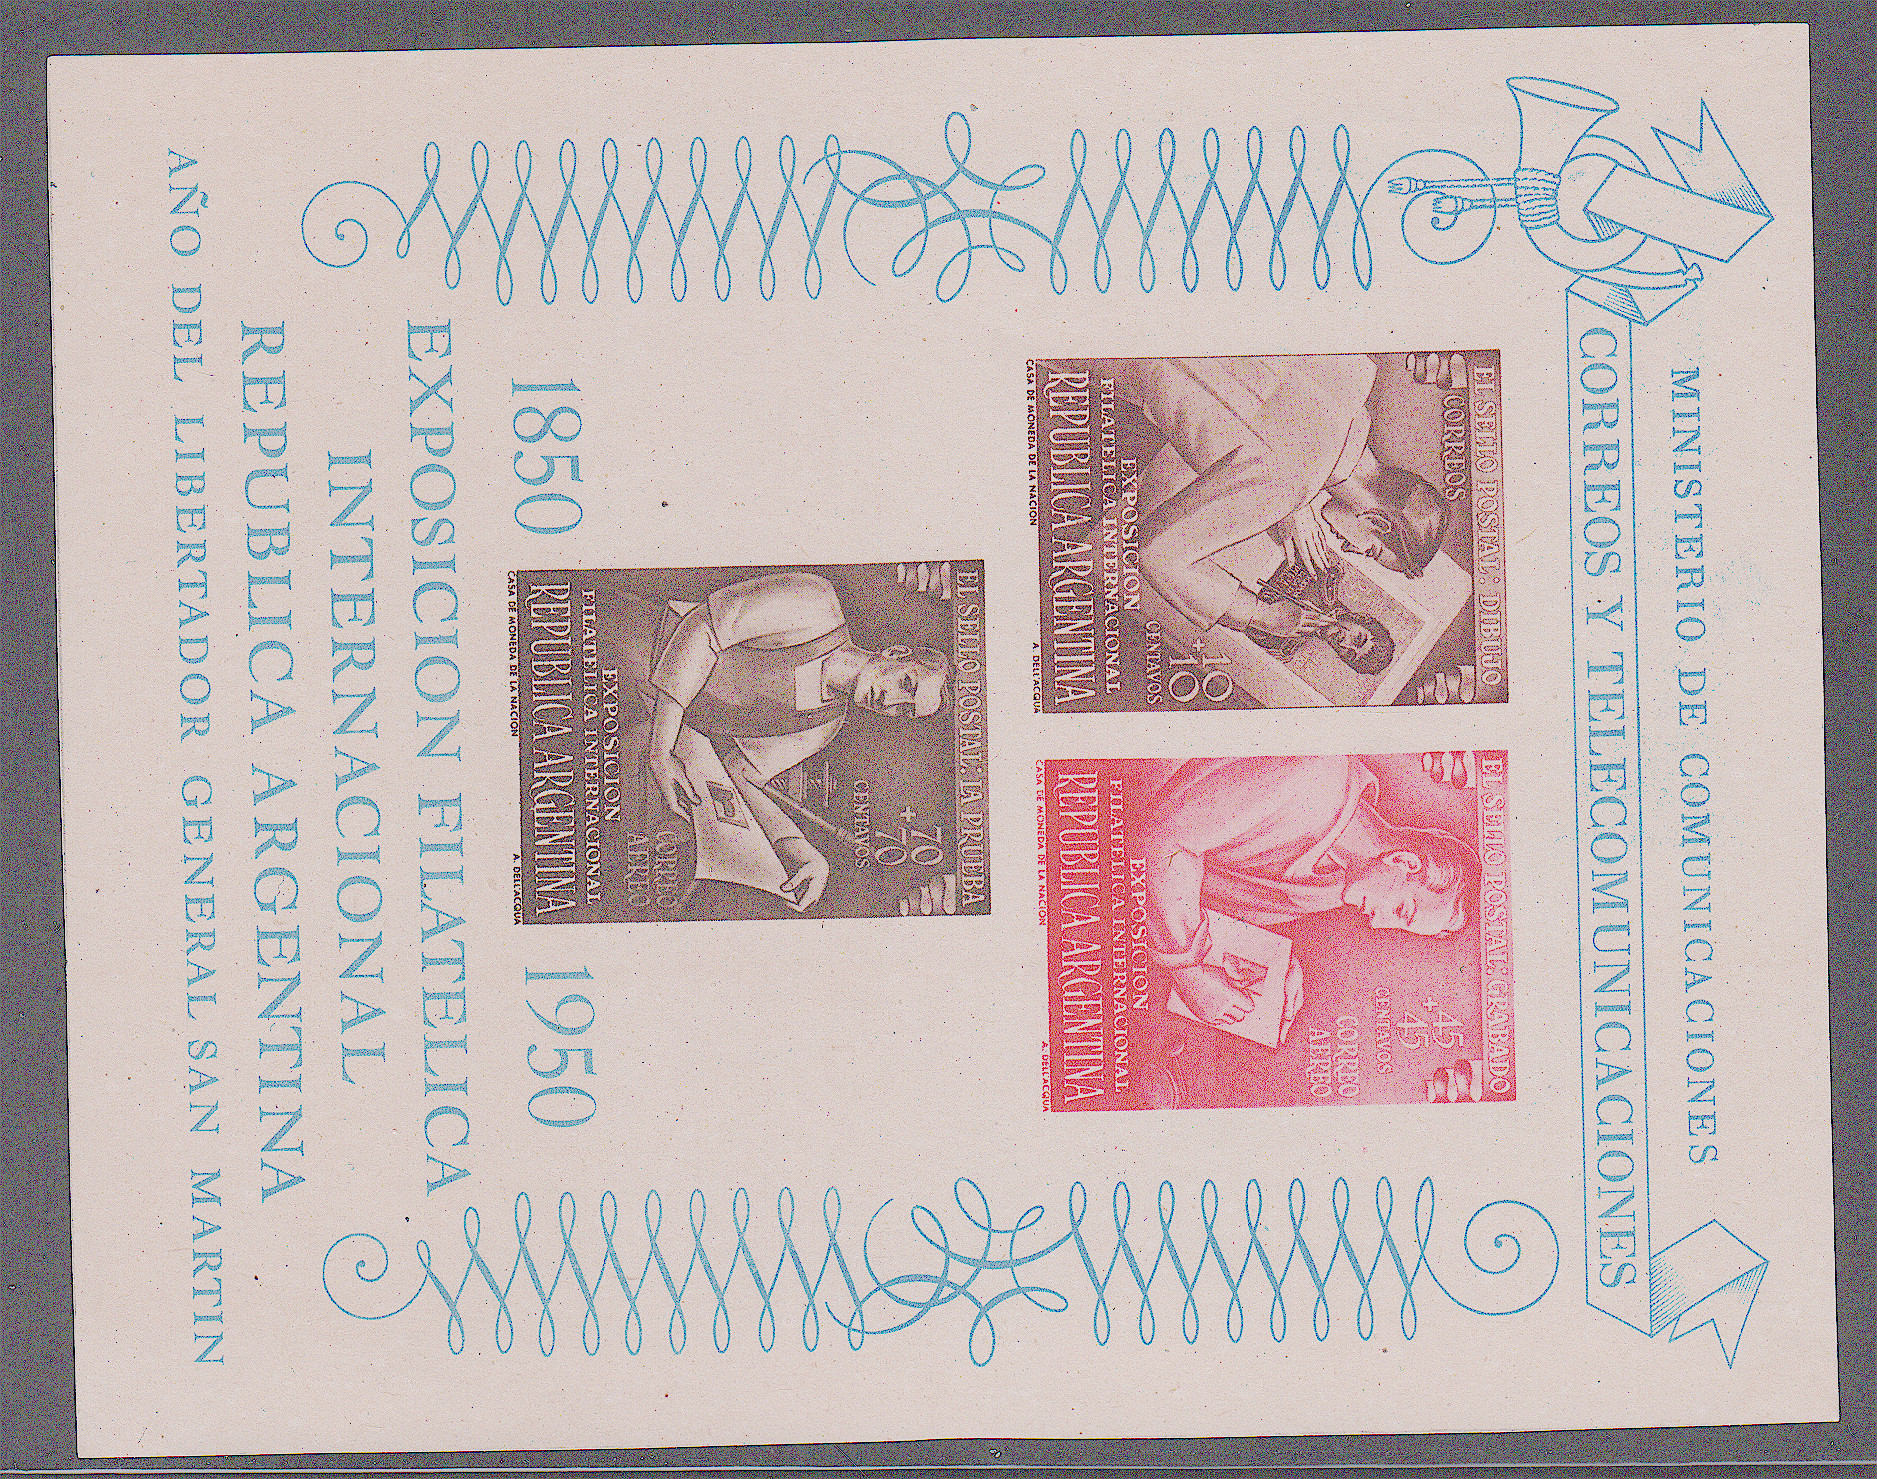 MINISTERIO DE COMUNICACIONES
CORREOS Y TELECOMUNICACIONES
EL SELLO POSTAL: DIBUJO
CORREOS
+10
10
CENTAVOS
EXPOSICION
FILATELICA INTERNACIONAL
REPUBLICA ARGENTINA
CASA DE MONEDA DE LA NACION
A. DELL'ACQUA
EL SELLO POSTAL: GRABADO
+45
45
CENTAVOS
CORREO
AEREO
EXPOSICION
FILATELICA INTERNACIONAL
REPUBLICA ARGENTINA
CASA DE MONEDA DE LA NACION
A. DELL'ACQUA
EL SELLO POSTAL: LA PRUEBA
70
+70
CENTAVOS
CORREO
AEREO
EXPOSICION
FILATELICA INTERNACIONAL
REPUBLICA ARGENTINA
CASA DE MONEDA DE LA NACION
A. DELL'ACQUA
1850 1950
EXPOSICION FILATELICA
INTERNACIONAL
REPUBLICA ARGENTINA
AÑO DEL LIBERTADOR GENERAL SAN MARTIN